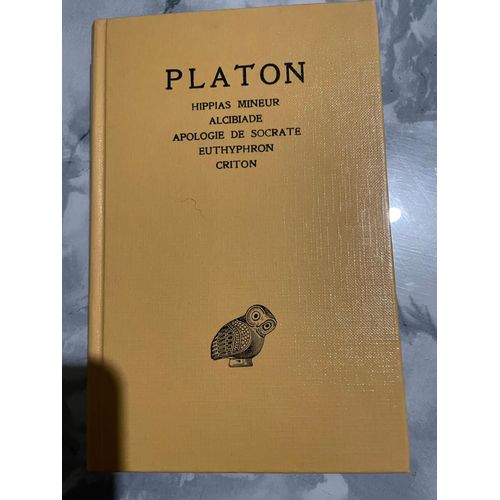 PLATON
HIPPIAS MINEUR
ALCIBIADE
APOLOGIE DE SOCRATE
EUTHYPHRON
CRITON